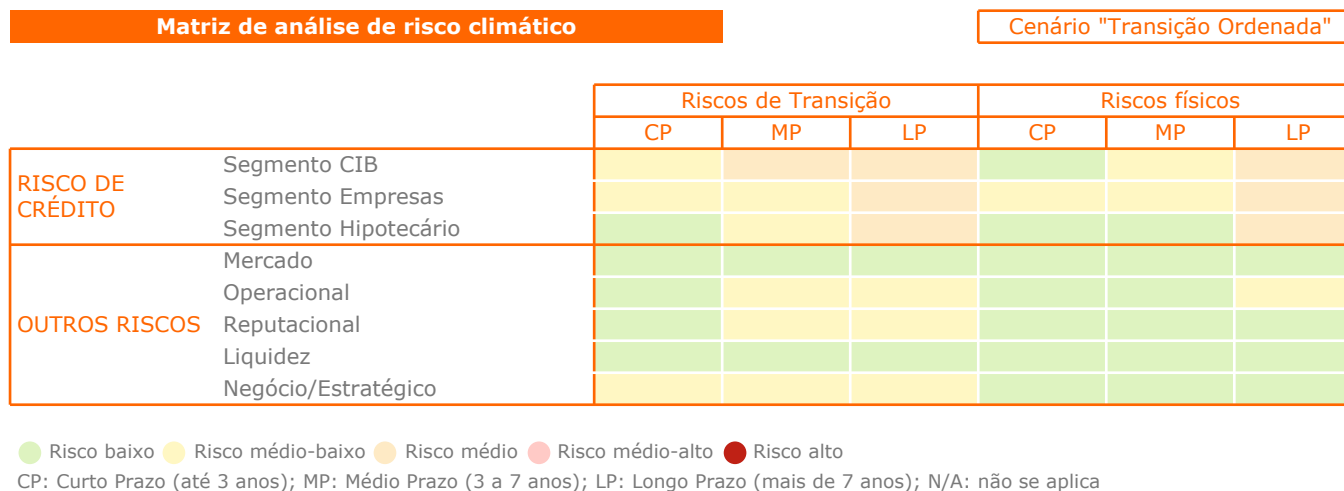 Matriz de análise de risco climático
Cenário "Transição Ordenada"
Riscos de Transição Riscos físicos
CP MP LP CP MP LP
RISCO DE CRÉDITO
Segmento CIB
Segmento Empresas
Segmento Hipotecário
OUTROS RISCOS
Mercado
Operacional
Reputacional
Liquidez
Negócio/Estratégico
Risco baixo Risco médio-baixo Risco médio Risco médio-alto Risco alto
CP: Curto Prazo (até 3 anos); MP: Médio Prazo (3 a 7 anos); LP: Longo Prazo (mais de 7 anos); N/A: não se aplica